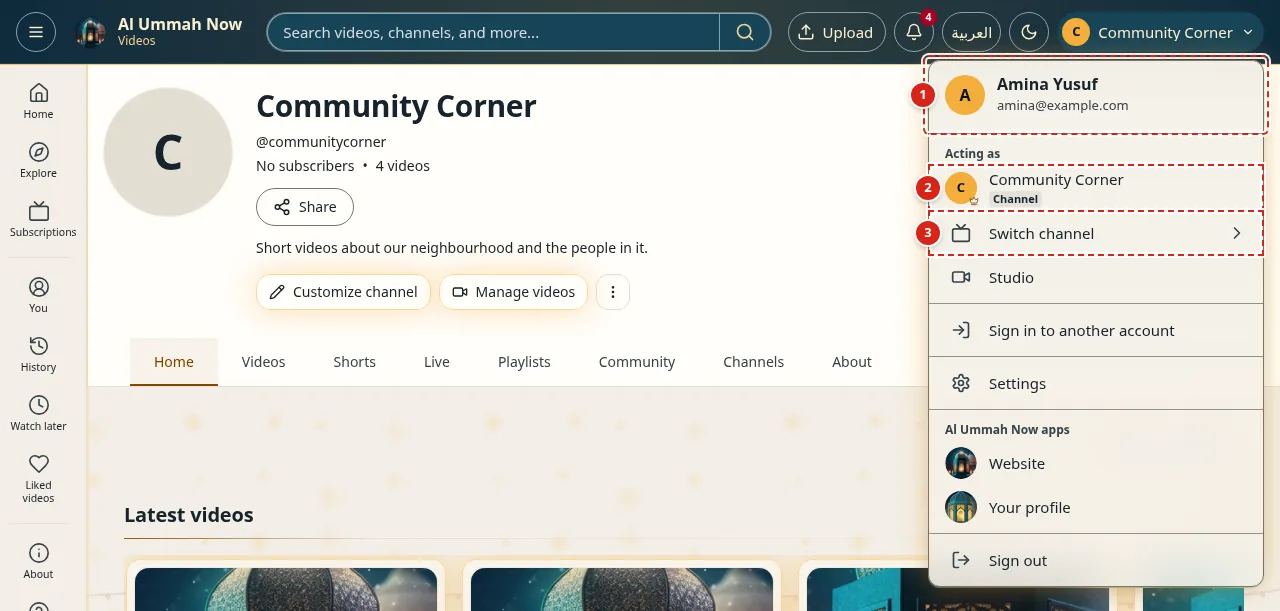 Al Ummah Now
Videos
Search videos, channels, and more...
Upload
4
العربية
C
Community Corner
Home
Explore
Subscriptions
You
History
Watch later
Liked
videos
About
C
Community Corner
@communitycorner
No subscribers • 4 videos
Share
Short videos about our neighbourhood and the people in it.
Customize channel
Manage videos
Home
Videos
Shorts
Live
Playlists
Community
Channels
About
Latest videos
1
A
Amina Yusuf
amina@example.com
Acting as
2
C
Community Corner
Channel
3
Switch channel
Studio
Sign in to another account
Settings
Al Ummah Now apps
Website
Your profile
Sign out